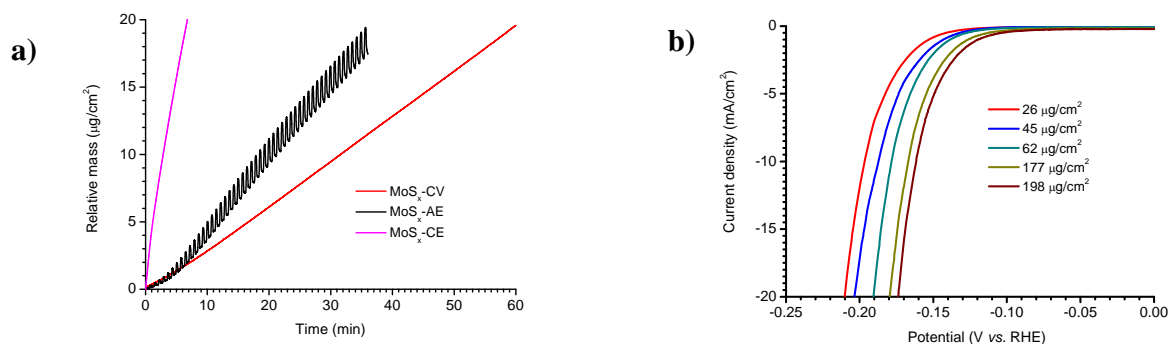 a)
Relative mass (μg/cm²)
20
15
10
5
0
0 10 20 30 40 50 60
Time (min)
MoSₓ-CV
MoSₓ-AE
MoSₓ-CE
b)
Current density (mA/cm²)
0
-5
-10
-15
-20
-0.25 -0.20 -0.15 -0.10 -0.05 0.00
Potential (V vs. RHE)
26 μg/cm²
45 μg/cm²
62 μg/cm²
177 μg/cm²
198 μg/cm²